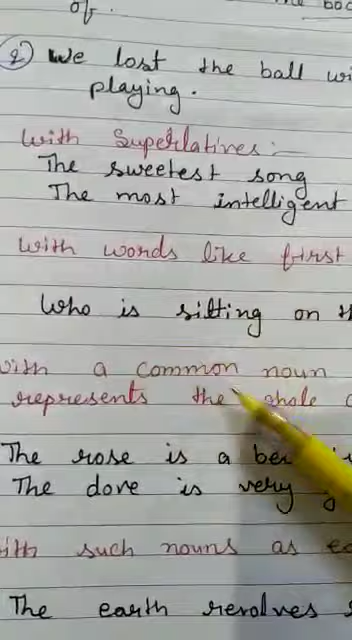 of.
(2) We lost the ball
playing.
With Superlatives:-
The sweetest song
The most intelligent
With words like first
Who is sitting on
with a common noun
represents the whole
The rose is a
The dove is very
with such nouns as
The earth revolves